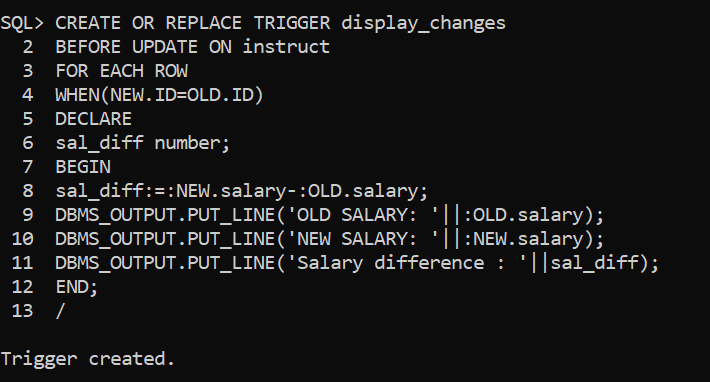 SQL> CREATE OR REPLACE TRIGGER display_changes
2 BEFORE UPDATE ON instruct
3 FOR EACH ROW
4 WHEN(NEW.ID=OLD.ID)
5 DECLARE
6 sal_diff number;
7 BEGIN
8 sal_diff:=:NEW.salary-:OLD.salary;
9 DBMS_OUTPUT.PUT_LINE('OLD SALARY: '||:OLD.salary);
10 DBMS_OUTPUT.PUT_LINE('NEW SALARY: '||:NEW.salary);
11 DBMS_OUTPUT.PUT_LINE('Salary difference : '||sal_diff);
12 END;
13 /
Trigger created.